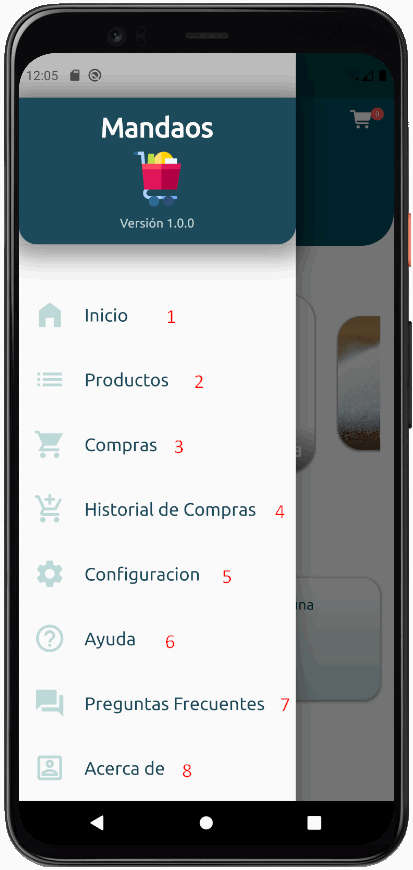 12:05
0
Mandaos
Versión 1.0.0
Inicio 1
Productos 2
Compras 3
Historial de Compras 4
Configuracion 5
una
Ayuda 6
Preguntas Frecuentes 7
Acerca de 8